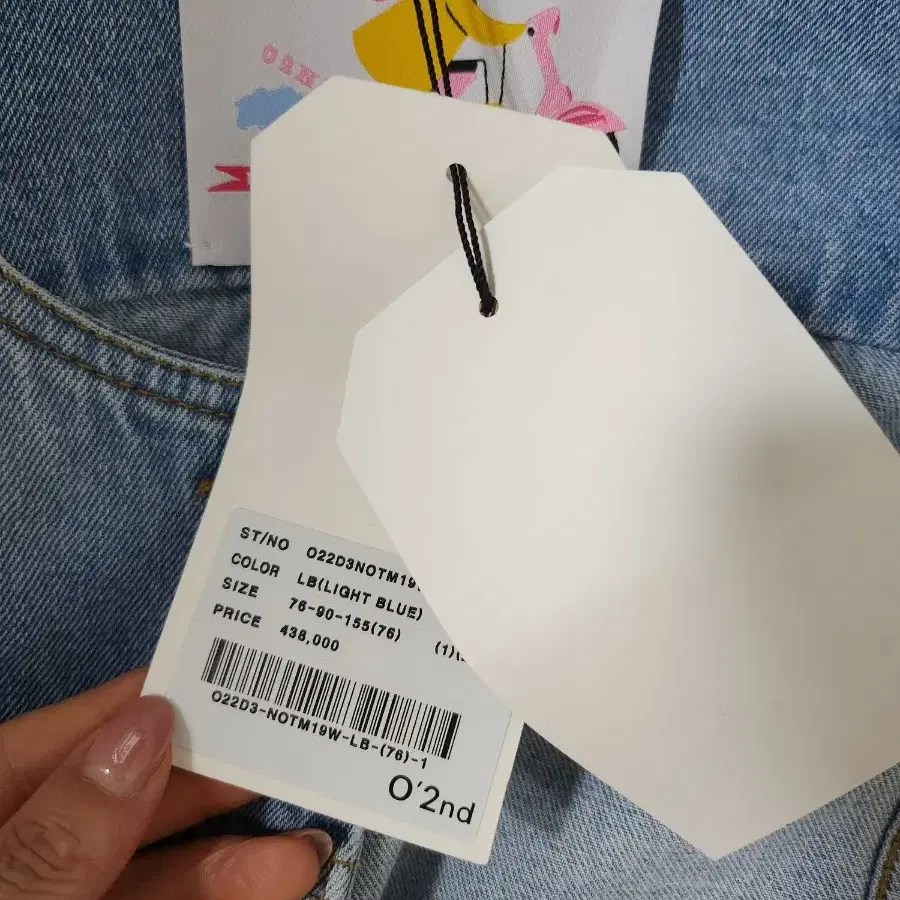 O2N
ST/NO O22D3NOTM19
COLOR LB(LIGHT BLUE)
SIZE 76-90-155(76) (1)
PRICE 438,000
O22D3-NOTM19W-LB-(76)-1
O'2nd